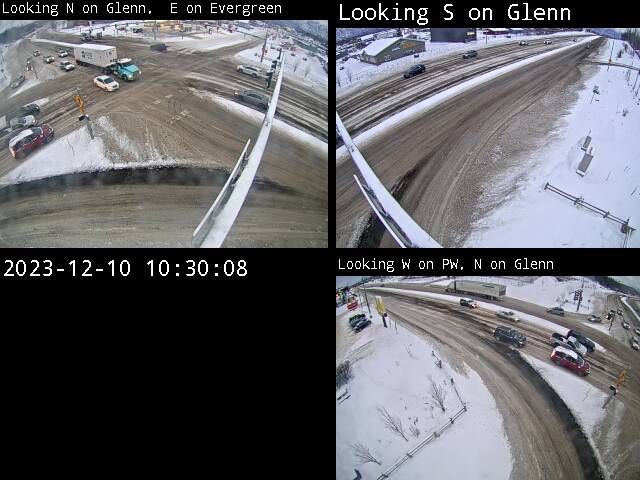 Looking N on Glenn,  E on Evergreen
Looking S on Glenn
2023-12-10 10:30:08
Looking W on PW, N on Glenn